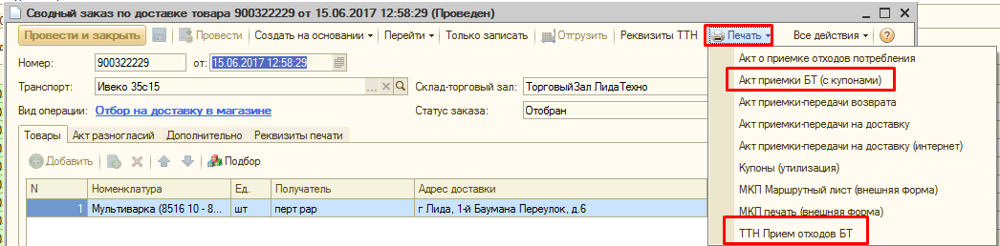 Сводный заказ по доставке товара 900322229 от 15.06.2017 12:58:29 (Проведен)
Провести и закрыть Провести Создать на основании Перейти Только записать Отгрузить Реквизиты ТТН Печать Все действия
Номер: 900322229 от: 15.06.2017 12:58:29
Транспорт: Ивеко 35с15 ... x Склад-торговый зал: ТорговыйЗал ЛидаТехно
Вид операции: Отбор на доставку в магазине Статус заказа: Отобран
Товары Акт разногласий Дополнительно Реквизиты печати
Добавить Подбор
N Номенклатура Ед. Получатель Адрес доставки
1 Мультиварка (8516 10 - 8... шт перт рар г Лида, 1-й Баумана Переулок, д.6
Акт о приемке отходов потребления
Акт приемки БТ (с купонами)
Акт приемки-передачи возврата
Акт приемки-передачи на доставку
Акт приемки-передачи на доставку (интернет)
Купоны (утилизация)
МКП Маршрутный лист (внешняя форма)
МКП печать (внешняя форма)
ТТН Прием отходов БТ